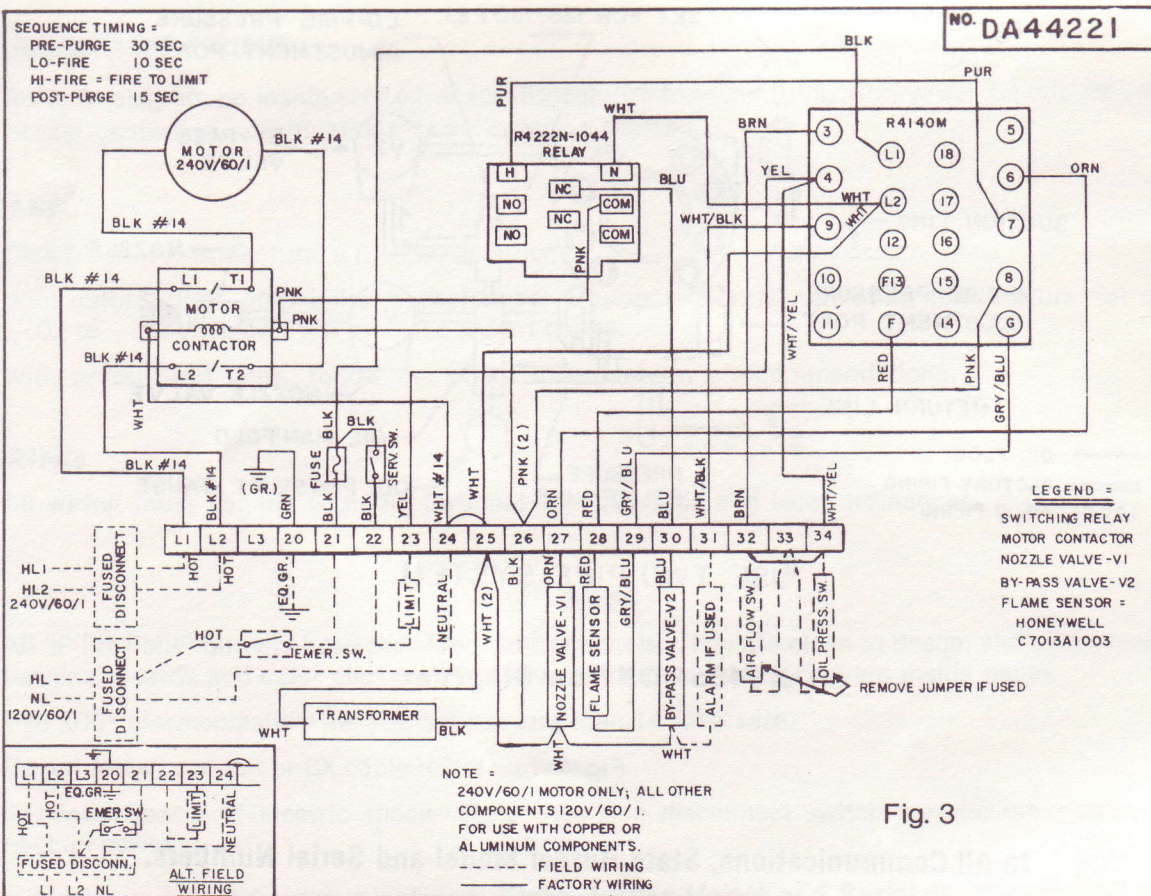 SEQUENCE TIMING =
PRE-PURGE 30 SEC
LO-FIRE 10 SEC
HI-FIRE = FIRE TO LIMIT
POST-PURGE 15 SEC
NO. DA44221
MOTOR
240V/60/1
BLK #14
BLK #14
BLK #14
L1 T1
MOTOR
CONTACTOR
L2 T2
PNK
PNK
BLK #14
WHT
BLK #14
BLK #14
PUR
WHT
R4222N-1044
RELAY
H
N
NC
NO
COM
NC
NO
COM
BLU
PNK
BLK
PUR
BRN
YEL
WHT
WHT
WHT/BLK
ORN
R4140M
3
5
L1
18
4
6
L2
17
9
7
12
16
10
F13
15
8
11
F
14
G
WHT/YEL
RED
PNK
GRY/BLU
(GR.)
GRN
FUSE
BLK
BLK
BLK
SERV. SW.
YEL
WHT #14
WHT
PNK (2)
ORN
RED
GRY/BLU
BLU
WHT/BLK
BRN
WHT/YEL
L1 L2 L3 20 21 22 23 24 25 26 27 28 29 30 31 32 33 34
HL1
HL2
240V/60/1
FUSED
DISCONNECT
HOT
HOT
EQ.GR.
LIMIT
NEUTRAL
WHT (2)
BLK
ORN
RED
GRY/BLU
BLU
HOT
EMER. SW.
HL
NL
120V/60/1
FUSED
DISCONNECT
NOZZLE VALVE-V1
FLAME SENSOR
BY-PASS VALVE-V2
ALARM IF USED
AIR FLOW SW.
OIL PRESS. SW.
REMOVE JUMPER IF USED
WHT
TRANSFORMER
BLK
WHT
WHT
LEGEND =
SWITCHING RELAY
MOTOR CONTACTOR
NOZZLE VALVE-V1
BY-PASS VALVE-V2
FLAME SENSOR =
HONEYWELL
C7013A1003
L1 L2 L3 20 21 22 23 24
EQ.GR.
EMER.SW.
HOT
HOT
LIMIT
NEUTRAL
FUSED DISCONN.
L1 L2 NL
ALT. FIELD
WIRING
NOTE =
240V/60/1 MOTOR ONLY; ALL OTHER
COMPONENTS 120V/60/1.
FOR USE WITH COPPER OR
ALUMINUM COMPONENTS.
FIELD WIRING
FACTORY WIRING
Fig. 3